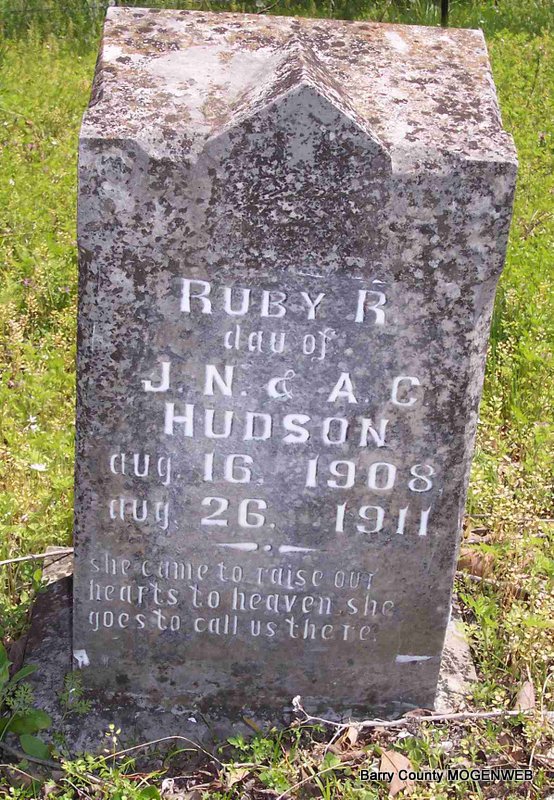 RUBY R
dau of
J. N. & A. C
HUDSON
aug. 16. 1908.
aug. 26. 1911
she came to raise our
hearts to heaven. she
goes to call us there.
Barry County MOGENWEB